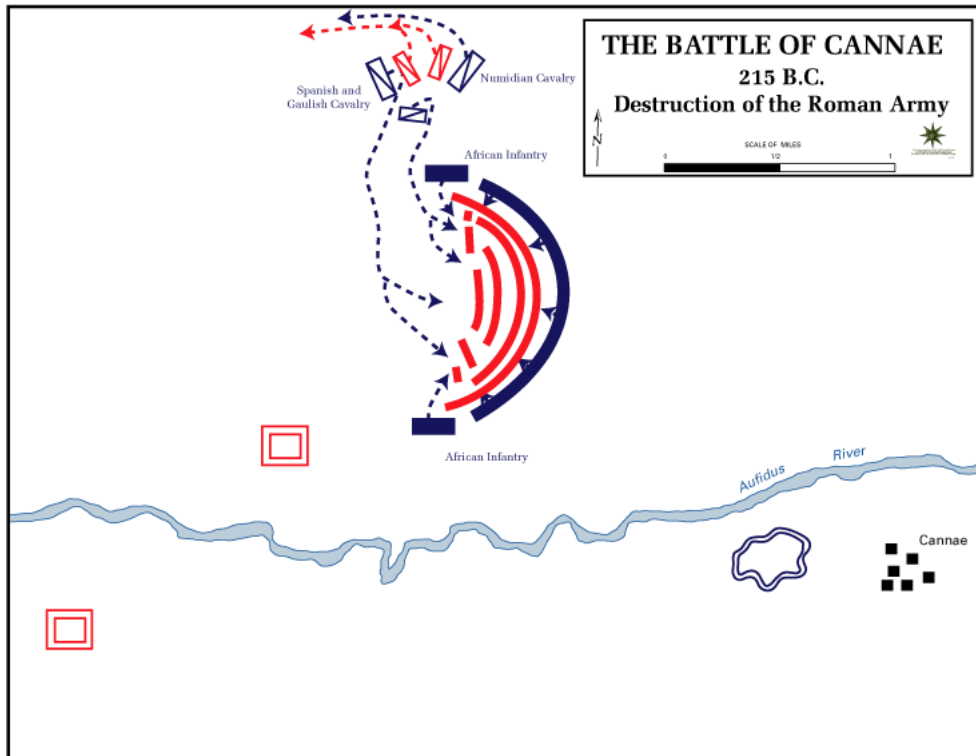 THE BATTLE OF CANNAE
215 B.C.
Destruction of the Roman Army
N
SCALE OF MILES
0 1/2 1
Spanish and
Gaulish Cavalry
Numidian Cavalry
African Infantry
African Infantry
Aufidus River
Cannae